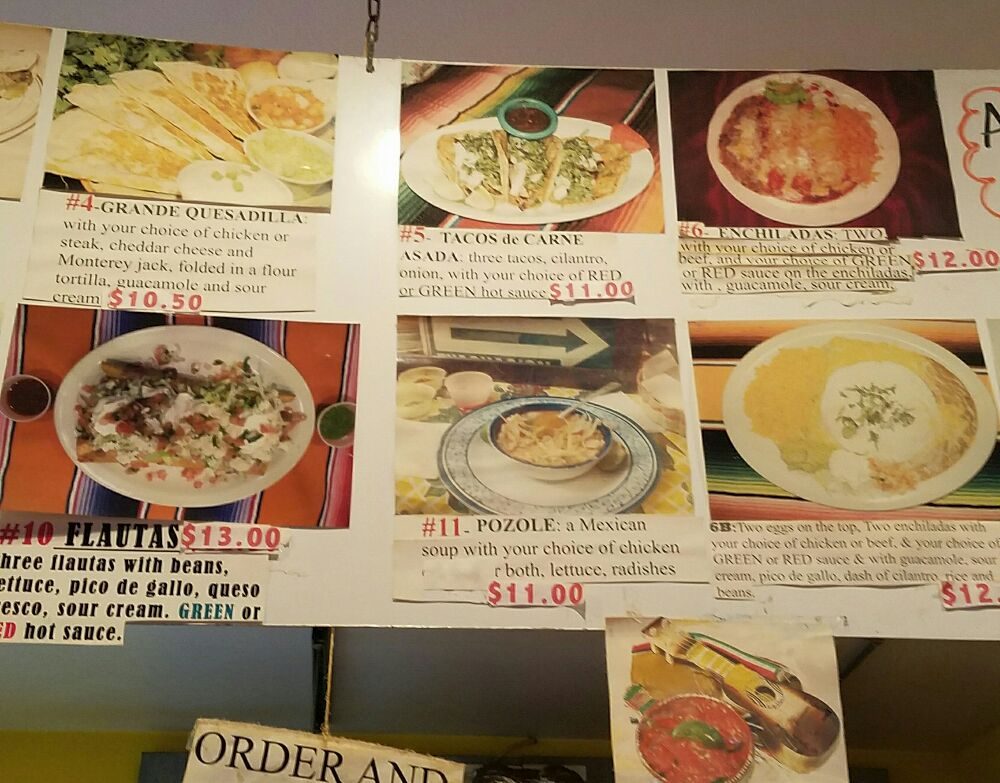 #4-GRANDE QUESADILLA:
with your choice of chicken or
steak, cheddar cheese and
Monterey jack, folded in a flour
tortilla, guacamole and sour
cream $10.50
#5- TACOS de CARNE
ASADA: three tacos, cilantro,
onion, with your choice of RED
or GREEN hot sauce $11.00
#6- ENCHILADAS: TWO
with your choice of chicken or
beef, and your choice of GREEN
or RED sauce on the enchiladas,
with , guacamole, sour cream,
$12.00
#10 FLAUTAS $13.00
three flautas with beans,
lettuce, pico de gallo, queso
fresco, sour cream. GREEN or
RED hot sauce.
#11- POZOLE: a Mexican
soup with your choice of chicken
r both, lettuce, radishes
$11.00
6B: Two eggs on the top, Two enchiladas with
your choice of chicken or beef, & your choice of
GREEN or RED sauce & with guacamole, sour
cream, pico de gallo, dash of cilantro rice and
beans.
$12.
ORDER AND